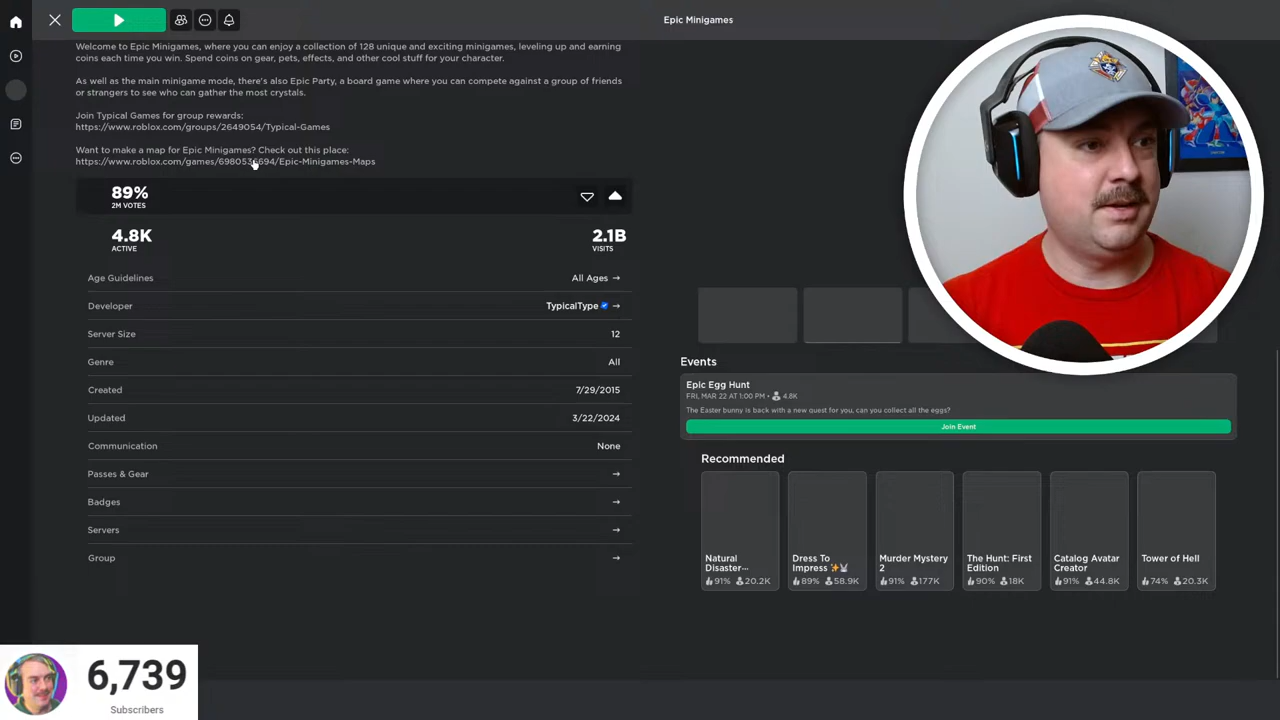 Epic Minigames
Welcome to Epic Minigames, where you can enjoy a collection of 128 unique and exciting minigames, leveling up and earning
coins each time you win. Spend coins on gear, pets, effects, and other cool stuff for your character.
As well as the main minigame mode, there's also Epic Party, a board game where you can compete against a group of friends
or strangers to see who can gather the most crystals.
Join Typical Games for group rewards:
https://www.roblox.com/groups/2649054/Typical-Games
Want to make a map for Epic Minigames? Check out this place:
89%
2M VOTES
4.8K
ACTIVE
2.1B
VISITS
Age Guidelines
All Ages
Developer
TypicalType
Server Size
12
Genre
All
Created
7/29/2015
Updated
3/22/2024
Communication
None
Passes & Gear
Badges
Servers
Group
Events
Epic Egg Hunt
FRI, MAR 22 AT 1:00 PM • 4.8K
The Easter bunny is back with a new quest for you, can you collect all the eggs?
Join Event
Recommended
Natural
Disaster...
91% 20.2K
Dress To
Impress ✨🐰
89% 58.9K
Murder Mystery
2
91% 177K
The Hunt: First
Edition
90% 18K
Catalog Avatar
Creator
91% 44.8K
Tower of Hell
74% 20.3K
6,739
Subscribers